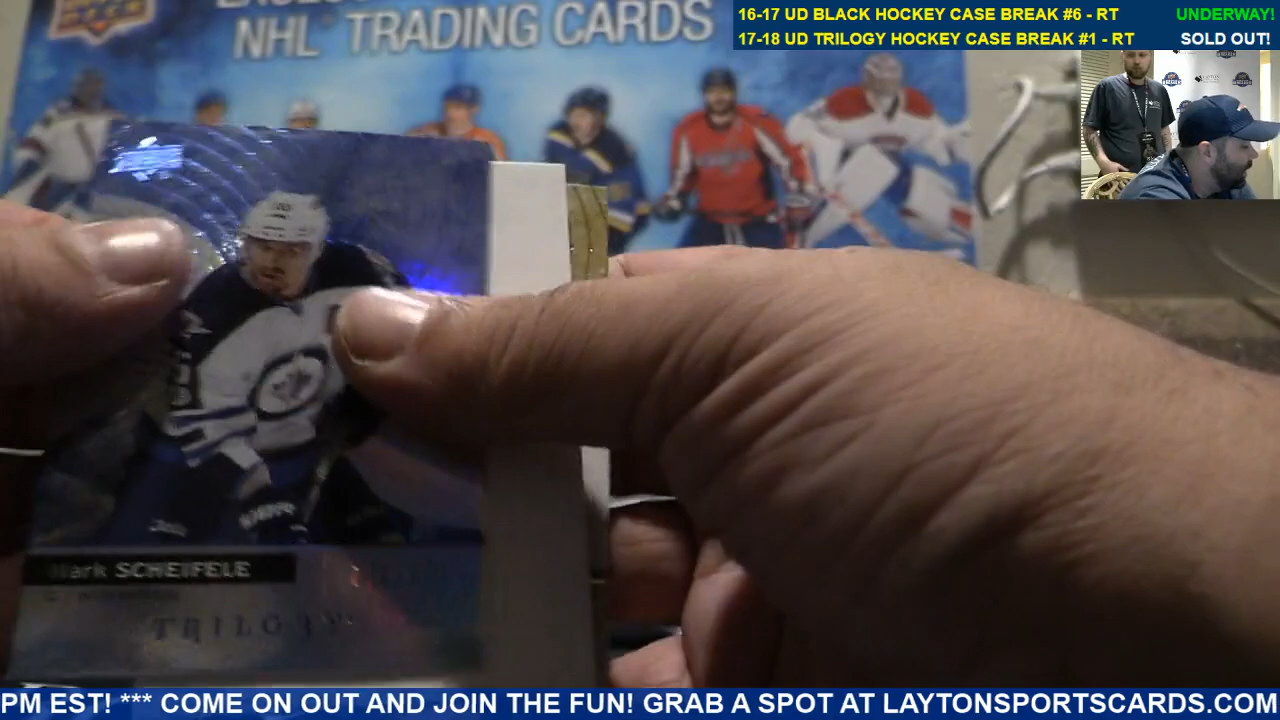 16-17 UD BLACK HOCKEY CASE BREAK #6 - RT UNDERWAY!
17-18 UD TRILOGY HOCKEY CASE BREAK #1 - RT SOLD OUT!
NHL TRADING CARDS
Mark SCHEIFELE
TRILOGY
PM EST! *** COME ON OUT AND JOIN THE FUN! GRAB A SPOT AT LAYTONSPORTSCARDS.COM